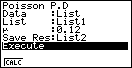 Poisson P.D
Data :List
List :List1
μ :0.12
Save Res:List2
Execute
CALC